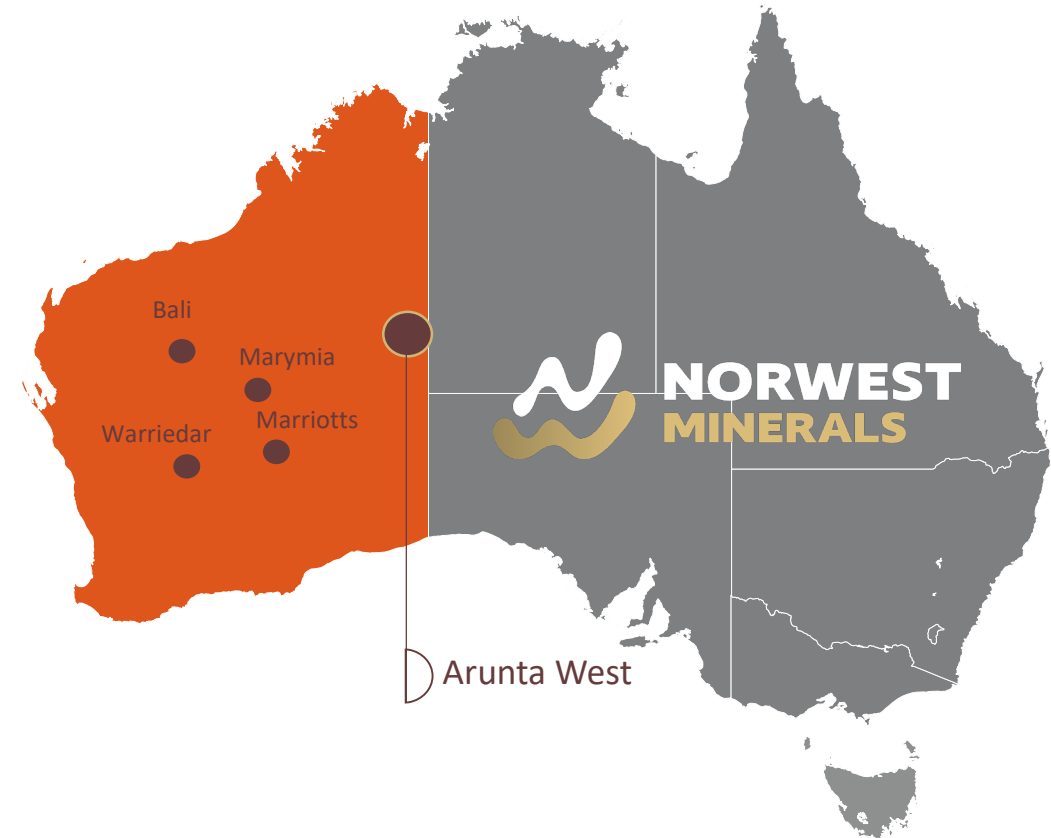 Bali
Marymia
Marriotts
Warriedar
NORWEST
MINERALS
Arunta West